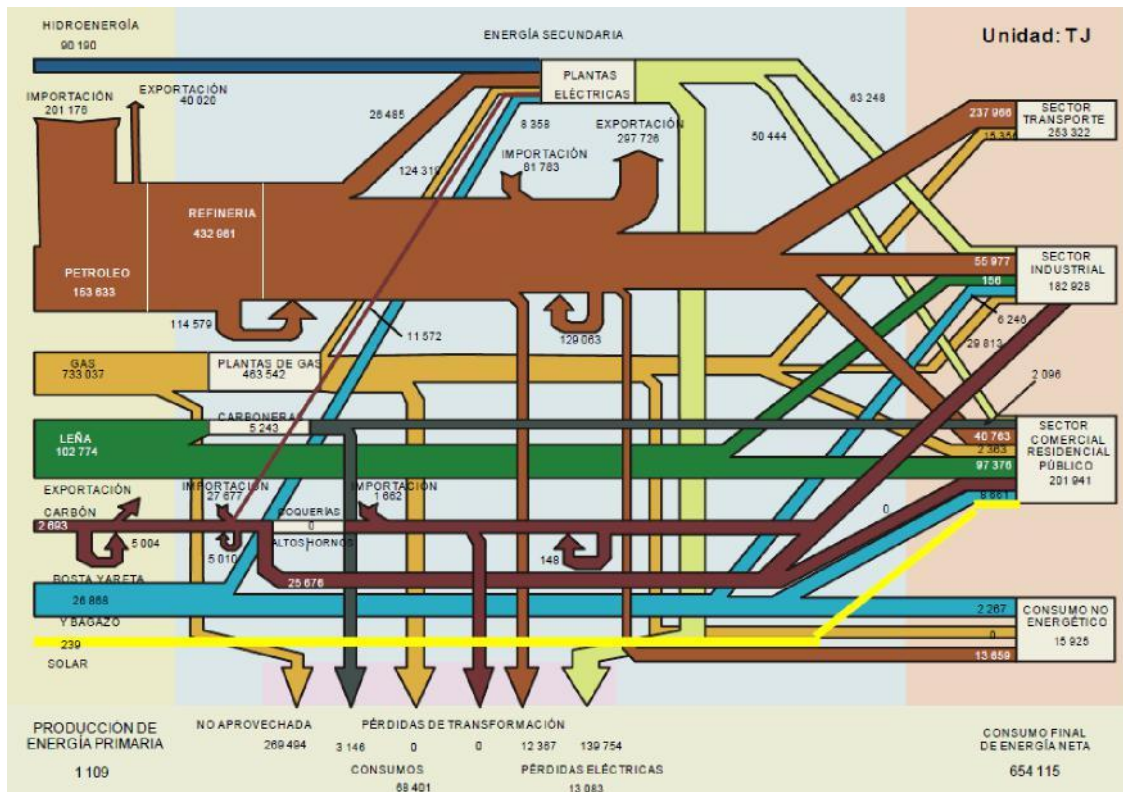 HIDROENERGÍA
90 190
ENERGÍA SECUNDARIA
Unidad: TJ
IMPORTACIÓN
201 176
EXPORTACIÓN
40 020
26 485
8 358
PLANTAS
ELÉCTRICAS
EXPORTACIÓN
297 726
IMPORTACIÓN
81 783
124 310
63 248
50 444
237 966
15 356
SECTOR
TRANSPORTE
253 322
REFINERIA
432 961
PETROLEO
153 633
114 579
11 572
129 063
55 977
156
SECTOR
INDUSTRIAL
182 928
6 246
29 813
2 096
GAS
733 037
PLANTAS DE GAS
463 542
CARBONERAS
5 243
LEÑA
102 774
40 763
2 363
97 376
8 661
SECTOR
COMERCIAL
RESIDENCIAL
PÚBLICO
201 941
EXPORTACIÓN
CARBÓN
2 693
5 004
IMPORTACIÓN
27 677
5 010
COQUERÍAS
0
ALTOS HORNOS
IMPORTACIÓN
1 662
148
0
25 676
BOSTA YARETA
26 868
Y BAGAZO
239
SOLAR
2 267
0
13 659
CONSUMO NO
ENERGÉTICO
15 925
PRODUCCIÓN DE
ENERGÍA PRIMARIA
1 109
NO APROVECHADA
269 494
PÉRDIDAS DE TRANSFORMACIÓN
3 146 0 0 12 367 139 754
CONSUMOS
68 401
PÉRDIDAS ELÉCTRICAS
13 083
CONSUMO FINAL
DE ENERGÍA NETA
654 115